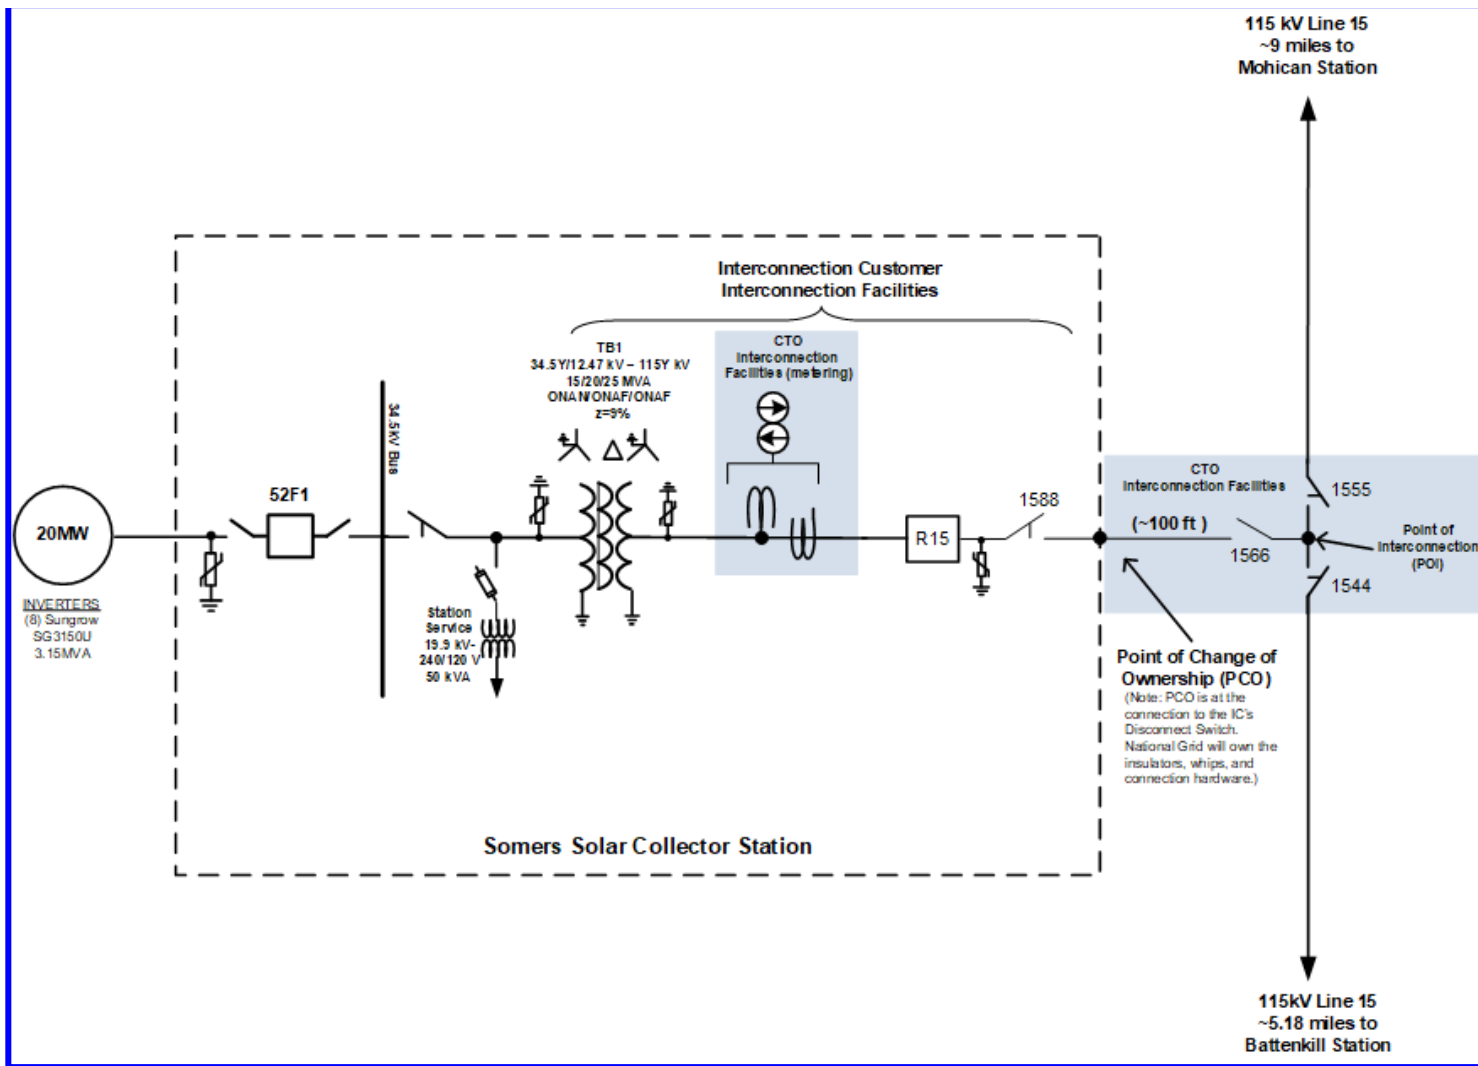 115 kV Line 15
~9 miles to
Mohican Station
Interconnection Customer
Interconnection Facilities
TB1
34.5Y/12.47 kV – 115Y kV
15/20/25 MVA
ONAN/ONAF/ONAF
z=9%
CTO
Interconnection
Facilities (metering)
34.5kV Bus
52F1
20MW
INVERTERS
(8) Sungrow
SG3150U
3.15MVA
Station
Service
19.9 kV-
240/120 V
50 kVA
R15
1588
CTO
Interconnection Facilities
(~100 ft )
1566
1555
1544
Point of
Interconnection
(POI)
Point of Change of
Ownership (PCO)
(Note: PCO is at the
connection to the IC's
Disconnect Switch.
National Grid will own the
insulators, whips, and
connection hardware.)
Somers Solar Collector Station
115kV Line 15
~5.18 miles to
Battenkill Station